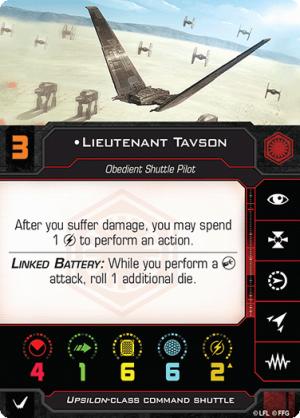 3
•Lieutenant Tavson
Obedient Shuttle Pilot
After you suffer damage, you may spend
1 to perform an action.
Linked Battery: While you perform a
attack, roll 1 additional die.
4 1 6 6 2
Upsilon-class command shuttle
©LFL ©FFG